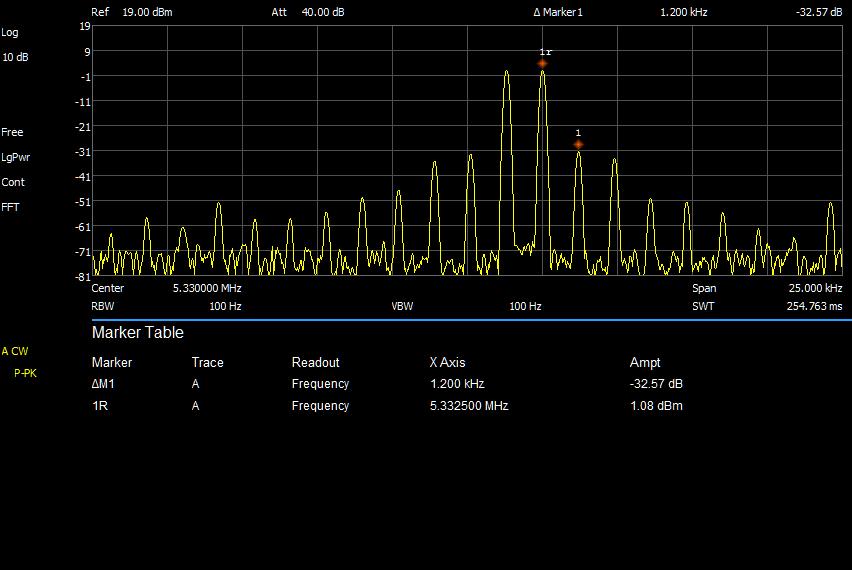 Ref 19.00 dBm Att 40.00 dB Δ Marker1 1.200 kHz -32.57 dB
19
Log
9
10 dB
1r
-1
-11
-21
Free
1
-31
LgPwr
-41
Cont
-51
FFT
-61
-71
-81
Center 5.330000 MHz Span 25.000 kHz
RBW 100 Hz VBW 100 Hz SWT 254.763 ms
Marker Table
A CW
P-PK
Marker Trace Readout X Axis Ampt
ΔM1 A Frequency 1.200 kHz -32.57 dB
1R A Frequency 5.332500 MHz 1.08 dBm